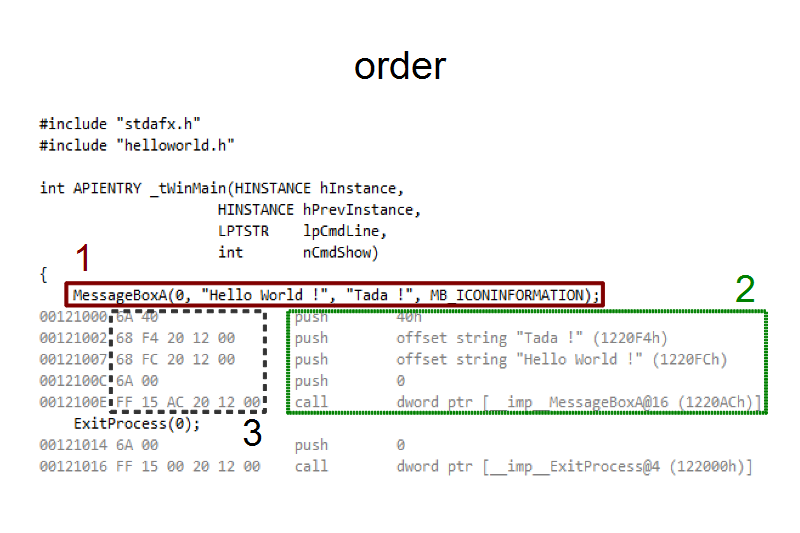 order
#include "stdafx.h"
#include "helloworld.h"
int APIENTRY _tWinMain(HINSTANCE hInstance,
HINSTANCE hPrevInstance,
LPTSTR lpCmdLine,
int nCmdShow)
1
{
MessageBoxA(0, "Hello World !", "Tada !", MB_ICONINFORMATION);
2
00121000 6A 40 push 40h
00121002 68 F4 20 12 00 push offset string "Tada !" (1220F4h)
00121007 68 FC 20 12 00 push offset string "Hello World !" (1220FCh)
0012100C 6A 00 push 0
0012100E FF 15 AC 20 12 00 call dword ptr [__imp__MessageBoxA@16 (1220ACh)]
ExitProcess(0);
3
00121014 6A 00 push 0
00121016 FF 15 00 20 12 00 call dword ptr [__imp__ExitProcess@4 (122000h)]